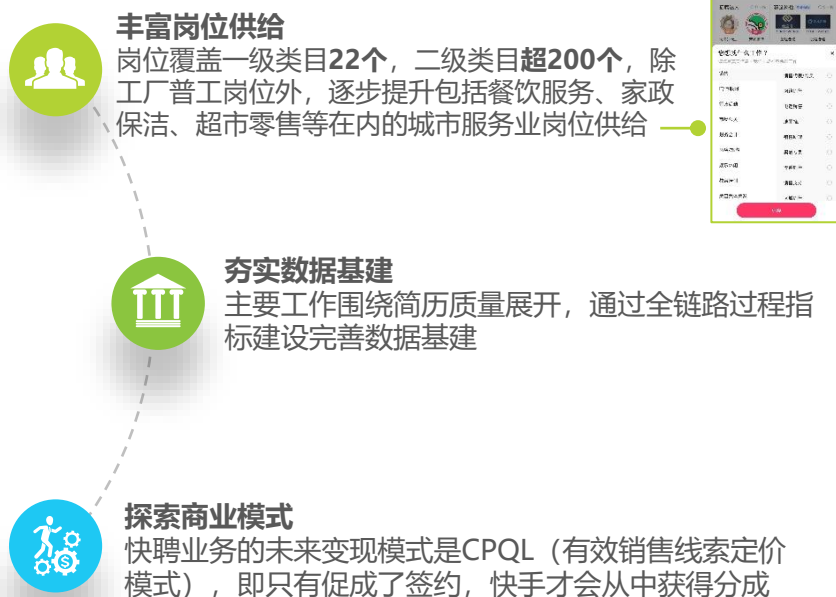 丰富岗位供给
岗位覆盖一级类目22个，二级类目超200个，除
工厂普工岗位外，逐步提升包括餐饮服务、家政
保洁、超市零售等在内的城市服务业岗位供给
夯实数据基建
主要工作围绕简历质量展开，通过全链路过程指
标建设完善数据基建
探索商业模式
快聘业务的未来变现模式是CPQL（有效销售线索定价
模式），即只有促成了签约，快手才会从中获得分成